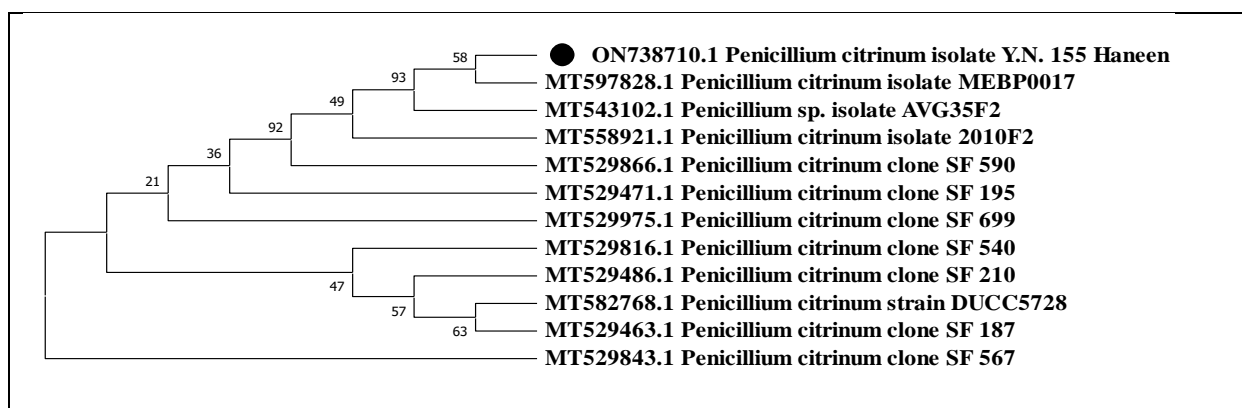 58
ON738710.1 Penicillium citrinum isolate Y.N. 155 Haneen
93
MT597828.1 Penicillium citrinum isolate MEBP0017
49
MT543102.1 Penicillium sp. isolate AVG35F2
92
MT558921.1 Penicillium citrinum isolate 2010F2
36
MT529866.1 Penicillium citrinum clone SF 590
21
MT529471.1 Penicillium citrinum clone SF 195
MT529975.1 Penicillium citrinum clone SF 699
MT529816.1 Penicillium citrinum clone SF 540
47
MT529486.1 Penicillium citrinum clone SF 210
57
MT582768.1 Penicillium citrinum strain DUCC5728
63
MT529463.1 Penicillium citrinum clone SF 187
MT529843.1 Penicillium citrinum clone SF 567